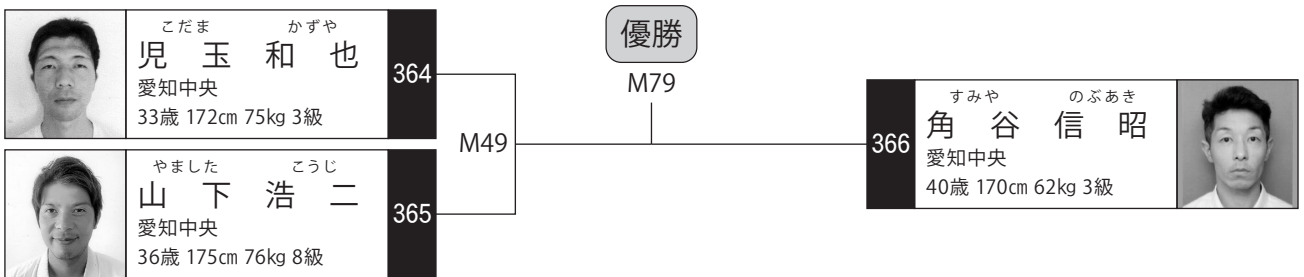 こだま かずや
児玉和也
愛知中央
33歳 172cm 75kg 3級
364
やました こうじ
山下浩二
愛知中央
36歳 175cm 76kg 8級
365
M49
優勝
M79
366
すみや のぶあき
角谷信昭
愛知中央
40歳 170cm 62kg 3級